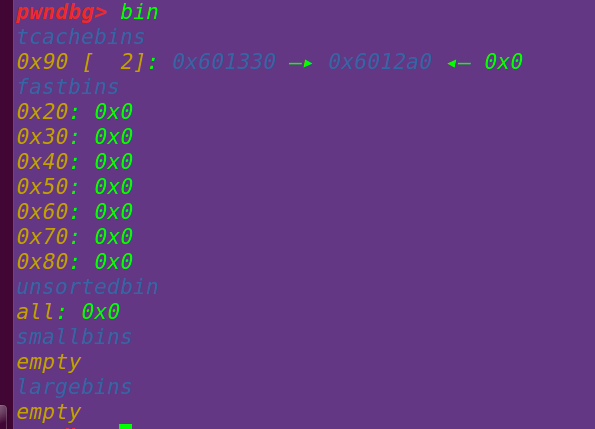 pwndbg> bin
tcachebins
0x90 [  2]: 0x601330 —▸ 0x6012a0 ◂— 0x0
fastbins
0x20: 0x0
0x30: 0x0
0x40: 0x0
0x50: 0x0
0x60: 0x0
0x70: 0x0
0x80: 0x0
unsortedbin
all: 0x0
smallbins
empty
largebins
empty